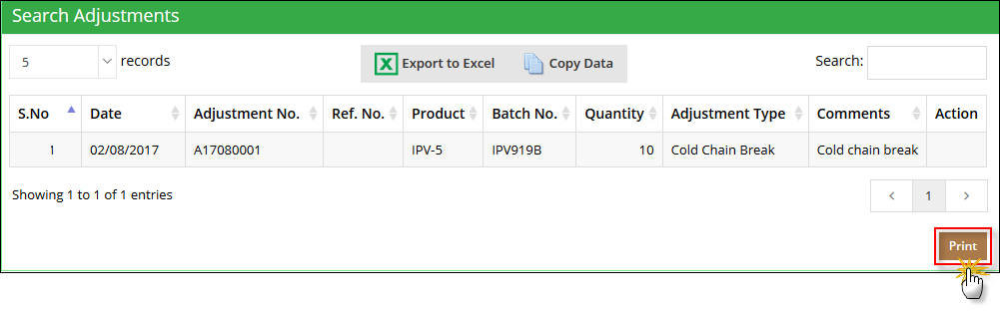 Search Adjustments
5 records Export to Excel Copy Data Search:
S.No Date Adjustment No. Ref. No. Product Batch No. Quantity Adjustment Type Comments Action
1 02/08/2017 A17080001 IPV-5 IPV919B 10 Cold Chain Break Cold chain break
Showing 1 to 1 of 1 entries 1
Print